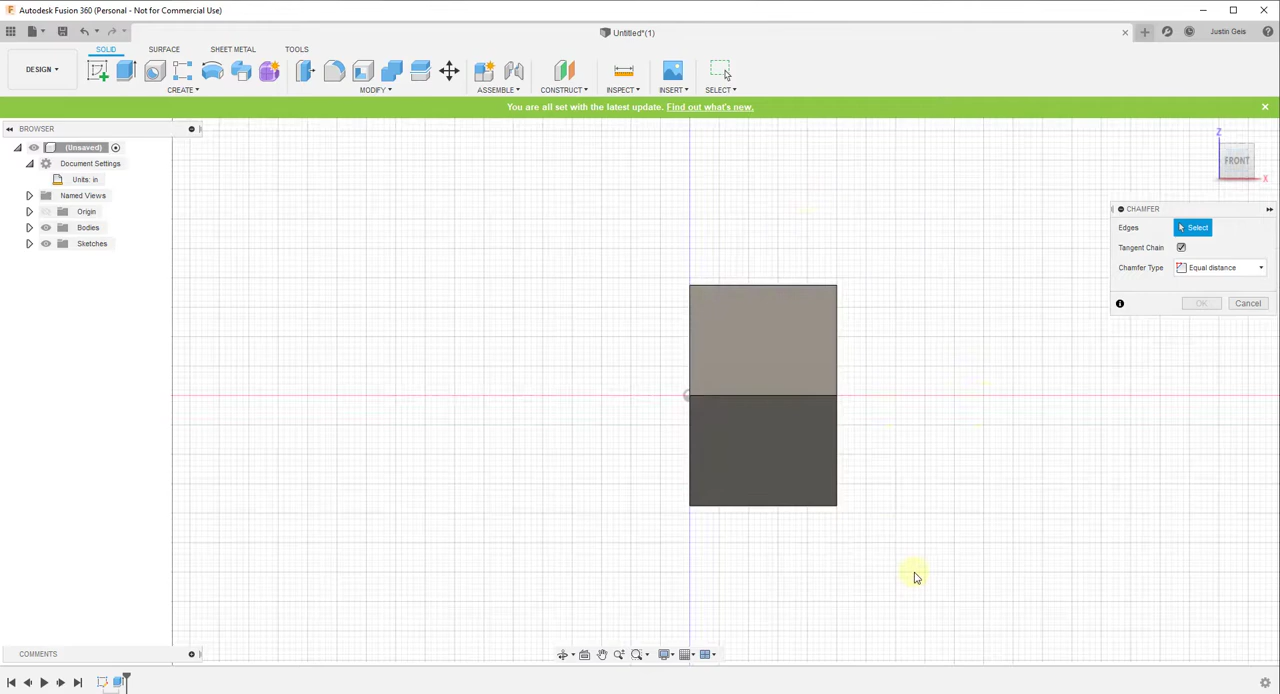 Autodesk Fusion 360 (Personal - Not for Commercial Use)
Untitled*(1)
Justin Geis
DESIGN
SOLID
SURFACE
SHEET METAL
TOOLS
CREATE
MODIFY
ASSEMBLE
CONSTRUCT
INSPECT
INSERT
SELECT
You are all set with the latest update. Find out what's new.
BROWSER
(Unsaved)
Document Settings
Units: in
Named Views
Origin
Bodies
Sketches
Z
FRONT
X
CHAMFER
Edges
Select
Tangent Chain
Chamfer Type
Equal distance
OK
Cancel
COMMENTS